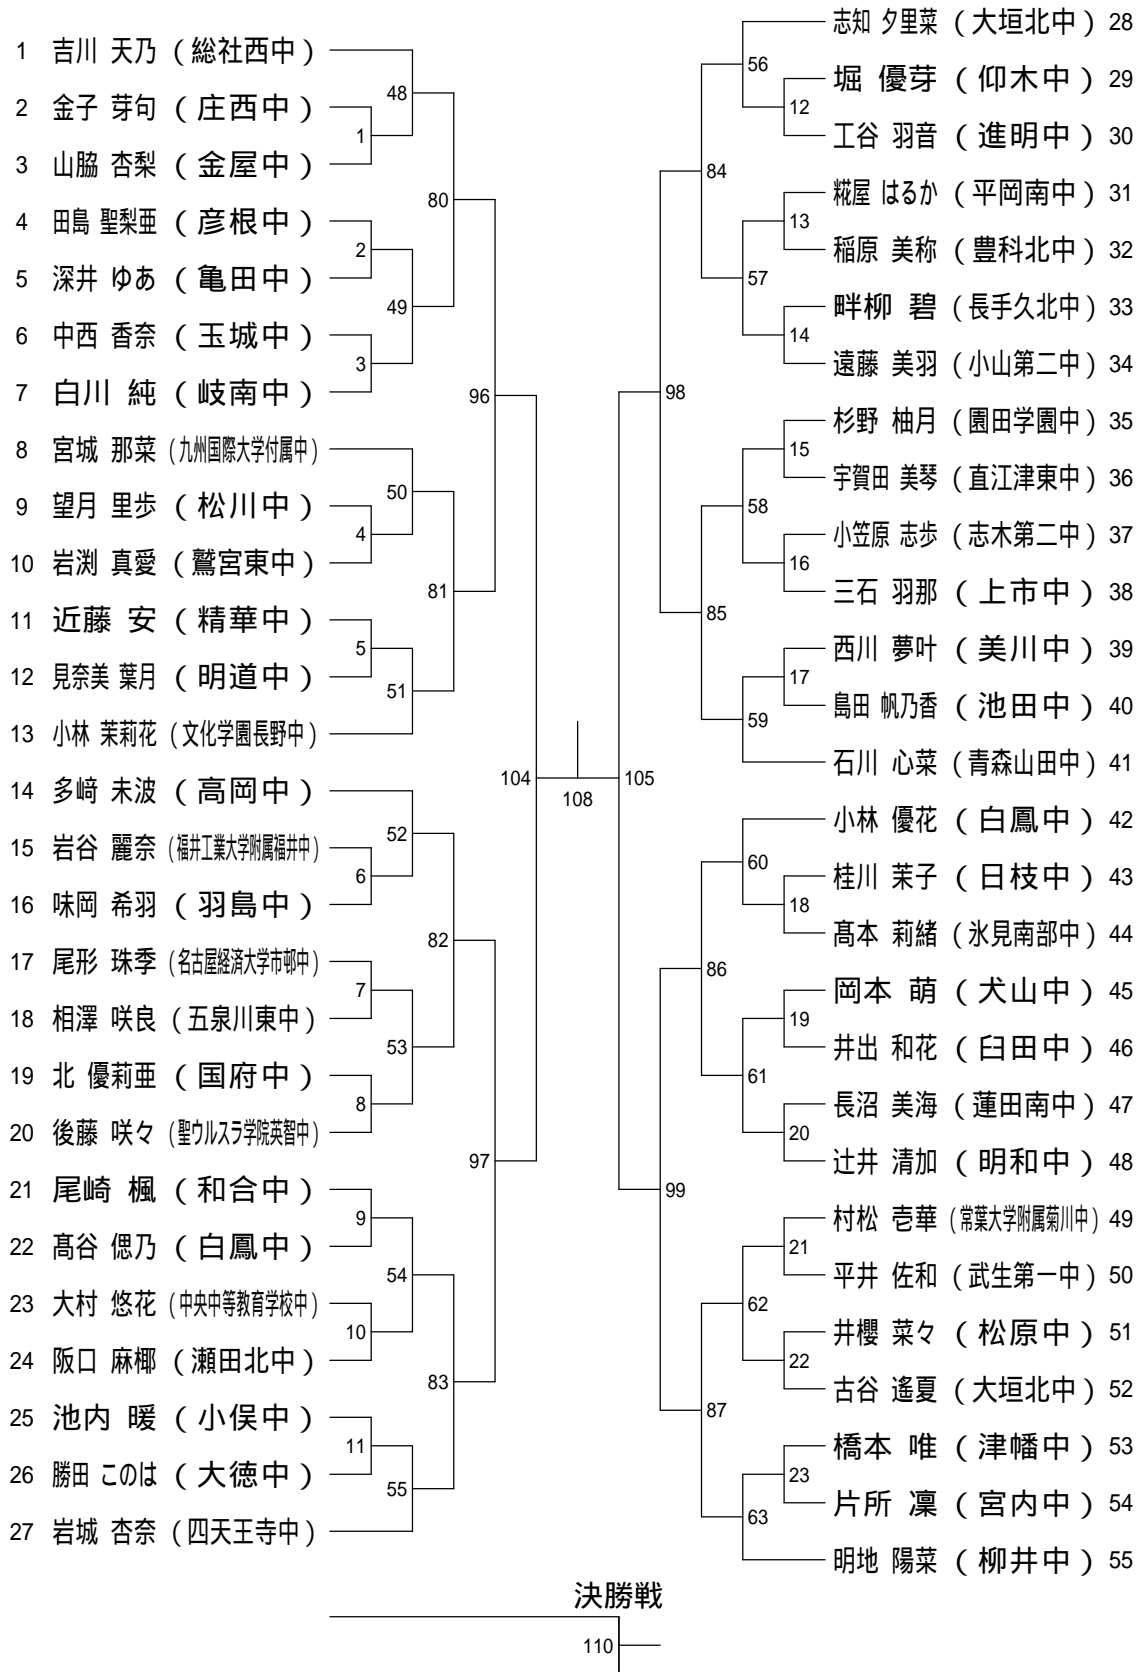 1 吉川 天乃 (総社西中)
2 金子 芽句 (庄西中)
3 山脇 杏梨 (金屋中)
4 田島 聖梨亜 (彦根中)
5 深井 ゆあ (亀田中)
6 中西 香奈 (玉城中)
7 白川 純 (岐南中)
8 宮城 那菜 (九州国際大学付属中)
9 望月 里歩 (松川中)
10 岩渕 真愛 (鷲宮東中)
11 近藤 安 (精華中)
12 見奈美 葉月 (明道中)
13 小林 茉莉花 (文化学園長野中)
14 多﨑 未波 (高岡中)
15 岩谷 麗奈 (福井工業大学附属福井中)
16 味岡 希羽 (羽島中)
17 尾形 珠季 (名古屋経済大学市邨中)
18 相澤 咲良 (五泉川東中)
19 北 優莉亜 (国府中)
20 後藤 咲々 (聖ウルスラ学院英智中)
21 尾崎 楓 (和合中)
22 髙谷 偲乃 (白鳳中)
23 大村 悠花 (中央中等教育学校中)
24 阪口 麻椰 (瀬田北中)
25 池内 暖 (小俣中)
26 勝田 このは (大徳中)
27 岩城 杏奈 (四天王寺中)
1
2
3
4
5
6
7
8
9
10
11
48
49
50
51
52
53
54
55
80
81
82
83
96
97
104
108
105
98
99
84
85
86
87
56
57
58
59
60
61
62
63
12
13
14
15
16
17
18
19
20
21
22
23
志知 夕里菜 (大垣北中) 28
堀 優芽 (仰木中) 29
工谷 羽音 (進明中) 30
糀屋 はるか (平岡南中) 31
稲原 美称 (豊科北中) 32
畔柳 碧 (長手久北中) 33
遠藤 美羽 (小山第二中) 34
杉野 柚月 (園田学園中) 35
宇賀田 美琴 (直江津東中) 36
小笠原 志歩 (志木第二中) 37
三石 羽那 (上市中) 38
西川 夢叶 (美川中) 39
島田 帆乃香 (池田中) 40
石川 心菜 (青森山田中) 41
小林 優花 (白鳳中) 42
桂川 茉子 (日枝中) 43
髙本 莉緒 (氷見南部中) 44
岡本 萌 (犬山中) 45
井出 和花 (臼田中) 46
長沼 美海 (蓮田南中) 47
辻井 清加 (明和中) 48
村松 壱華 (常葉大学附属菊川中) 49
平井 佐和 (武生第一中) 50
井櫻 菜々 (松原中) 51
古谷 遙夏 (大垣北中) 52
橋本 唯 (津幡中) 53
片所 凜 (宮内中) 54
明地 陽菜 (柳井中) 55
決勝戦
110